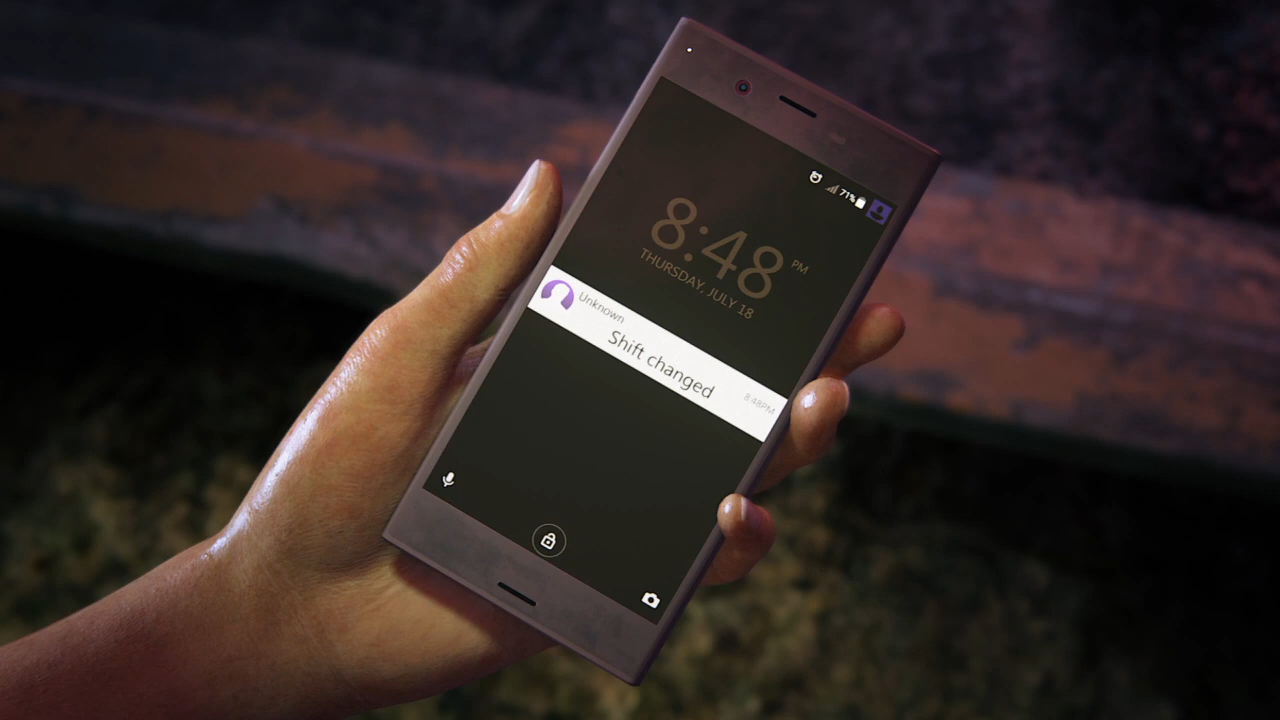 71%
8:48 PM
THURSDAY, JULY 18
Unknown
Shift changed
8:48PM